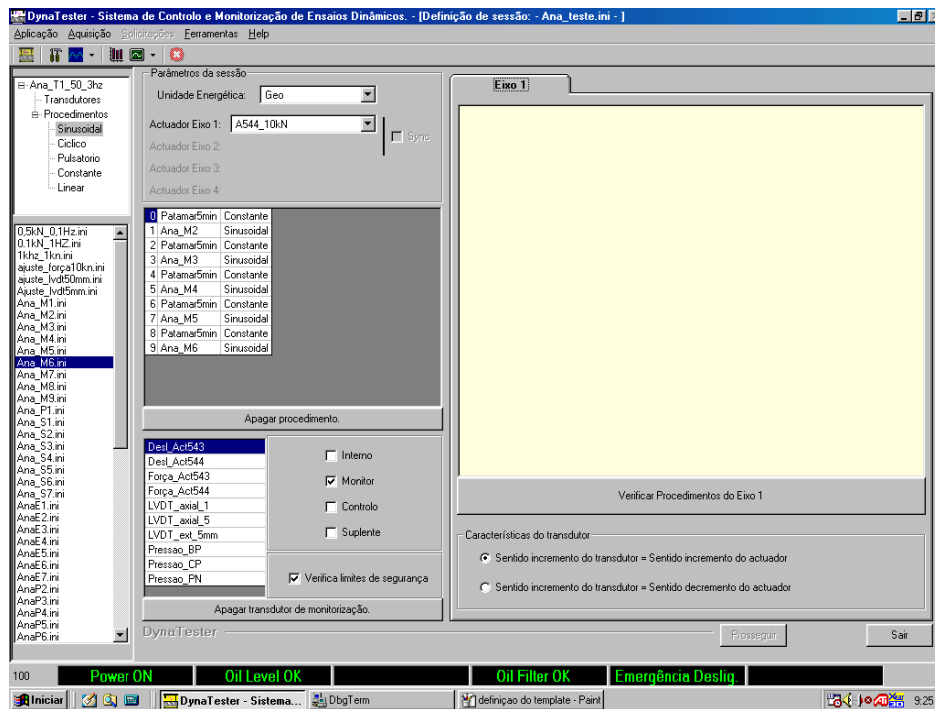 DynaTester - Sistema de Controlo e Monitorização de Ensaios Dinâmicos. - [Definição de sessão: - Ana_teste.ini - ]
Aplicação Aquisição Solicitações Ferramentas Help
Ana_T1_50_3hz
Transdutores
Procedimentos
Sinusoidal
Ciclico
Pulsatorio
Constante
Linear
0,5kN_0,1Hz.ini
0.1kN_1HZ.ini
1khz_1kn.ini
ajuste_força10kn.ini
ajuste_lvdt50mm.ini
Ajuste_lvdt5mm.ini
Ana_M1.ini
Ana_M2.ini
Ana_M3.ini
Ana_M4.ini
Ana_M5.ini
Ana_M6.ini
Ana_M7.ini
Ana_M8.ini
Ana_M9.ini
Ana_P1.ini
Ana_S1.ini
Ana_S2.ini
Ana_S3.ini
Ana_S4.ini
Ana_S5.ini
Ana_S6.ini
Ana_S7.ini
AnaE1.ini
AnaE2.ini
AnaE3.ini
AnaE4.ini
AnaE5.ini
AnaE6.ini
AnaE7.ini
AnaP2.ini
AnaP3.ini
AnaP4.ini
AnaP5.ini
AnaP6.ini
Parâmetros da sessão
Unidade Energética: Geo
Actuador Eixo 1: A544_10kN
Sync
Actuador Eixo 2:
Actuador Eixo 3:
Actuador Eixo 4:
0 Patamar5min Constante
1 Ana_M2 Sinusoidal
2 Patamar5min Constante
3 Ana_M3 Sinusoidal
4 Patamar5min Constante
5 Ana_M4 Sinusoidal
6 Patamar5min Constante
7 Ana_M5 Sinusoidal
8 Patamar5min Constante
9 Ana_M6 Sinusoidal
Apagar procedimento.
Desl_Act543
Desl_Act544
Força_Act543
Força_Act544
LVDT_axial_1
LVDT_axial_5
LVDT_ext_5mm
Pressao_BP
Pressao_CP
Pressao_PN
Interno
Monitor
Controlo
Suplente
Verifica limites de segurança
Apagar transdutor de monitorização.
Eixo 1
Verificar Procedimentos do Eixo 1
Características do transdutor
Sentido incremento do transdutor = Sentido incremento do actuador
Sentido incremento do transdutor = Sentido decremento do actuador
DynaTester
Prosseguir
Sair
100 Power ON Oil Level OK Oil Filter OK Emergência Deslig.
Iniciar DynaTester - Sistema... DbgTerm definiçao do template - Paint 9:25